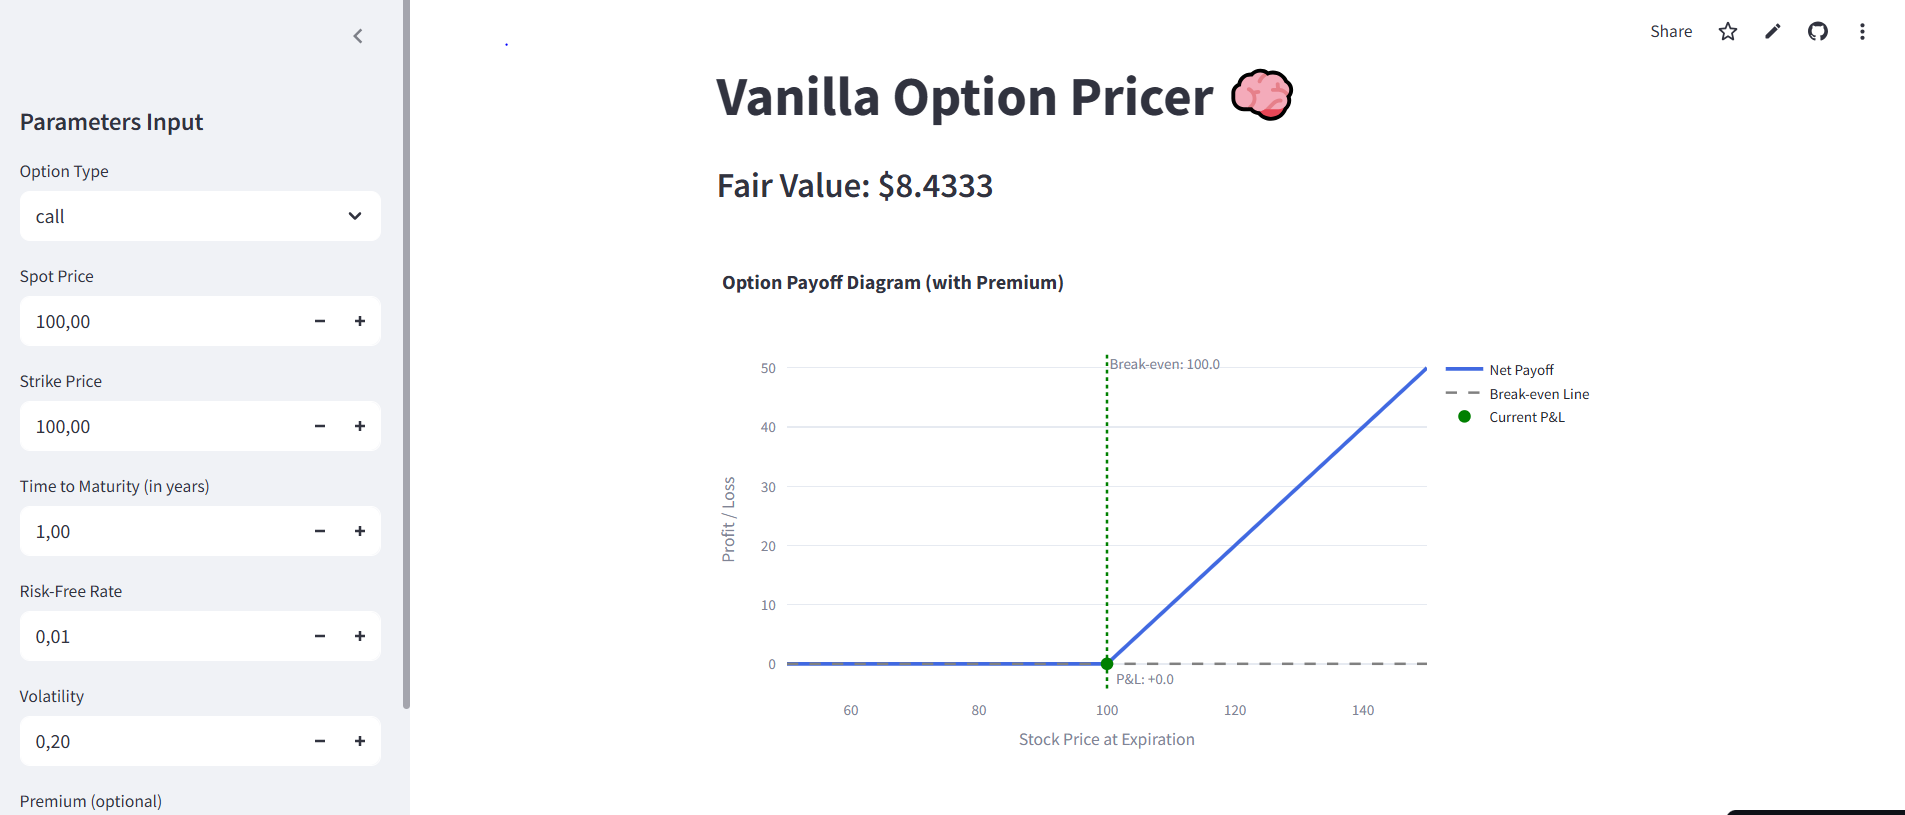 Share
Parameters Input
Option Type
call
Spot Price
100,00
Strike Price
100,00
Time to Maturity (in years)
1,00
Risk-Free Rate
0,01
Volatility
0,20
Premium (optional)
Vanilla Option Pricer
Fair Value: $8.4333
Option Payoff Diagram (with Premium)
Break-even: 100.0
50
40
30
20
10
0
Profit / Loss
P&L: +0.0
60 80 100 120 140
Stock Price at Expiration
Net Payoff
Break-even Line
Current P&L